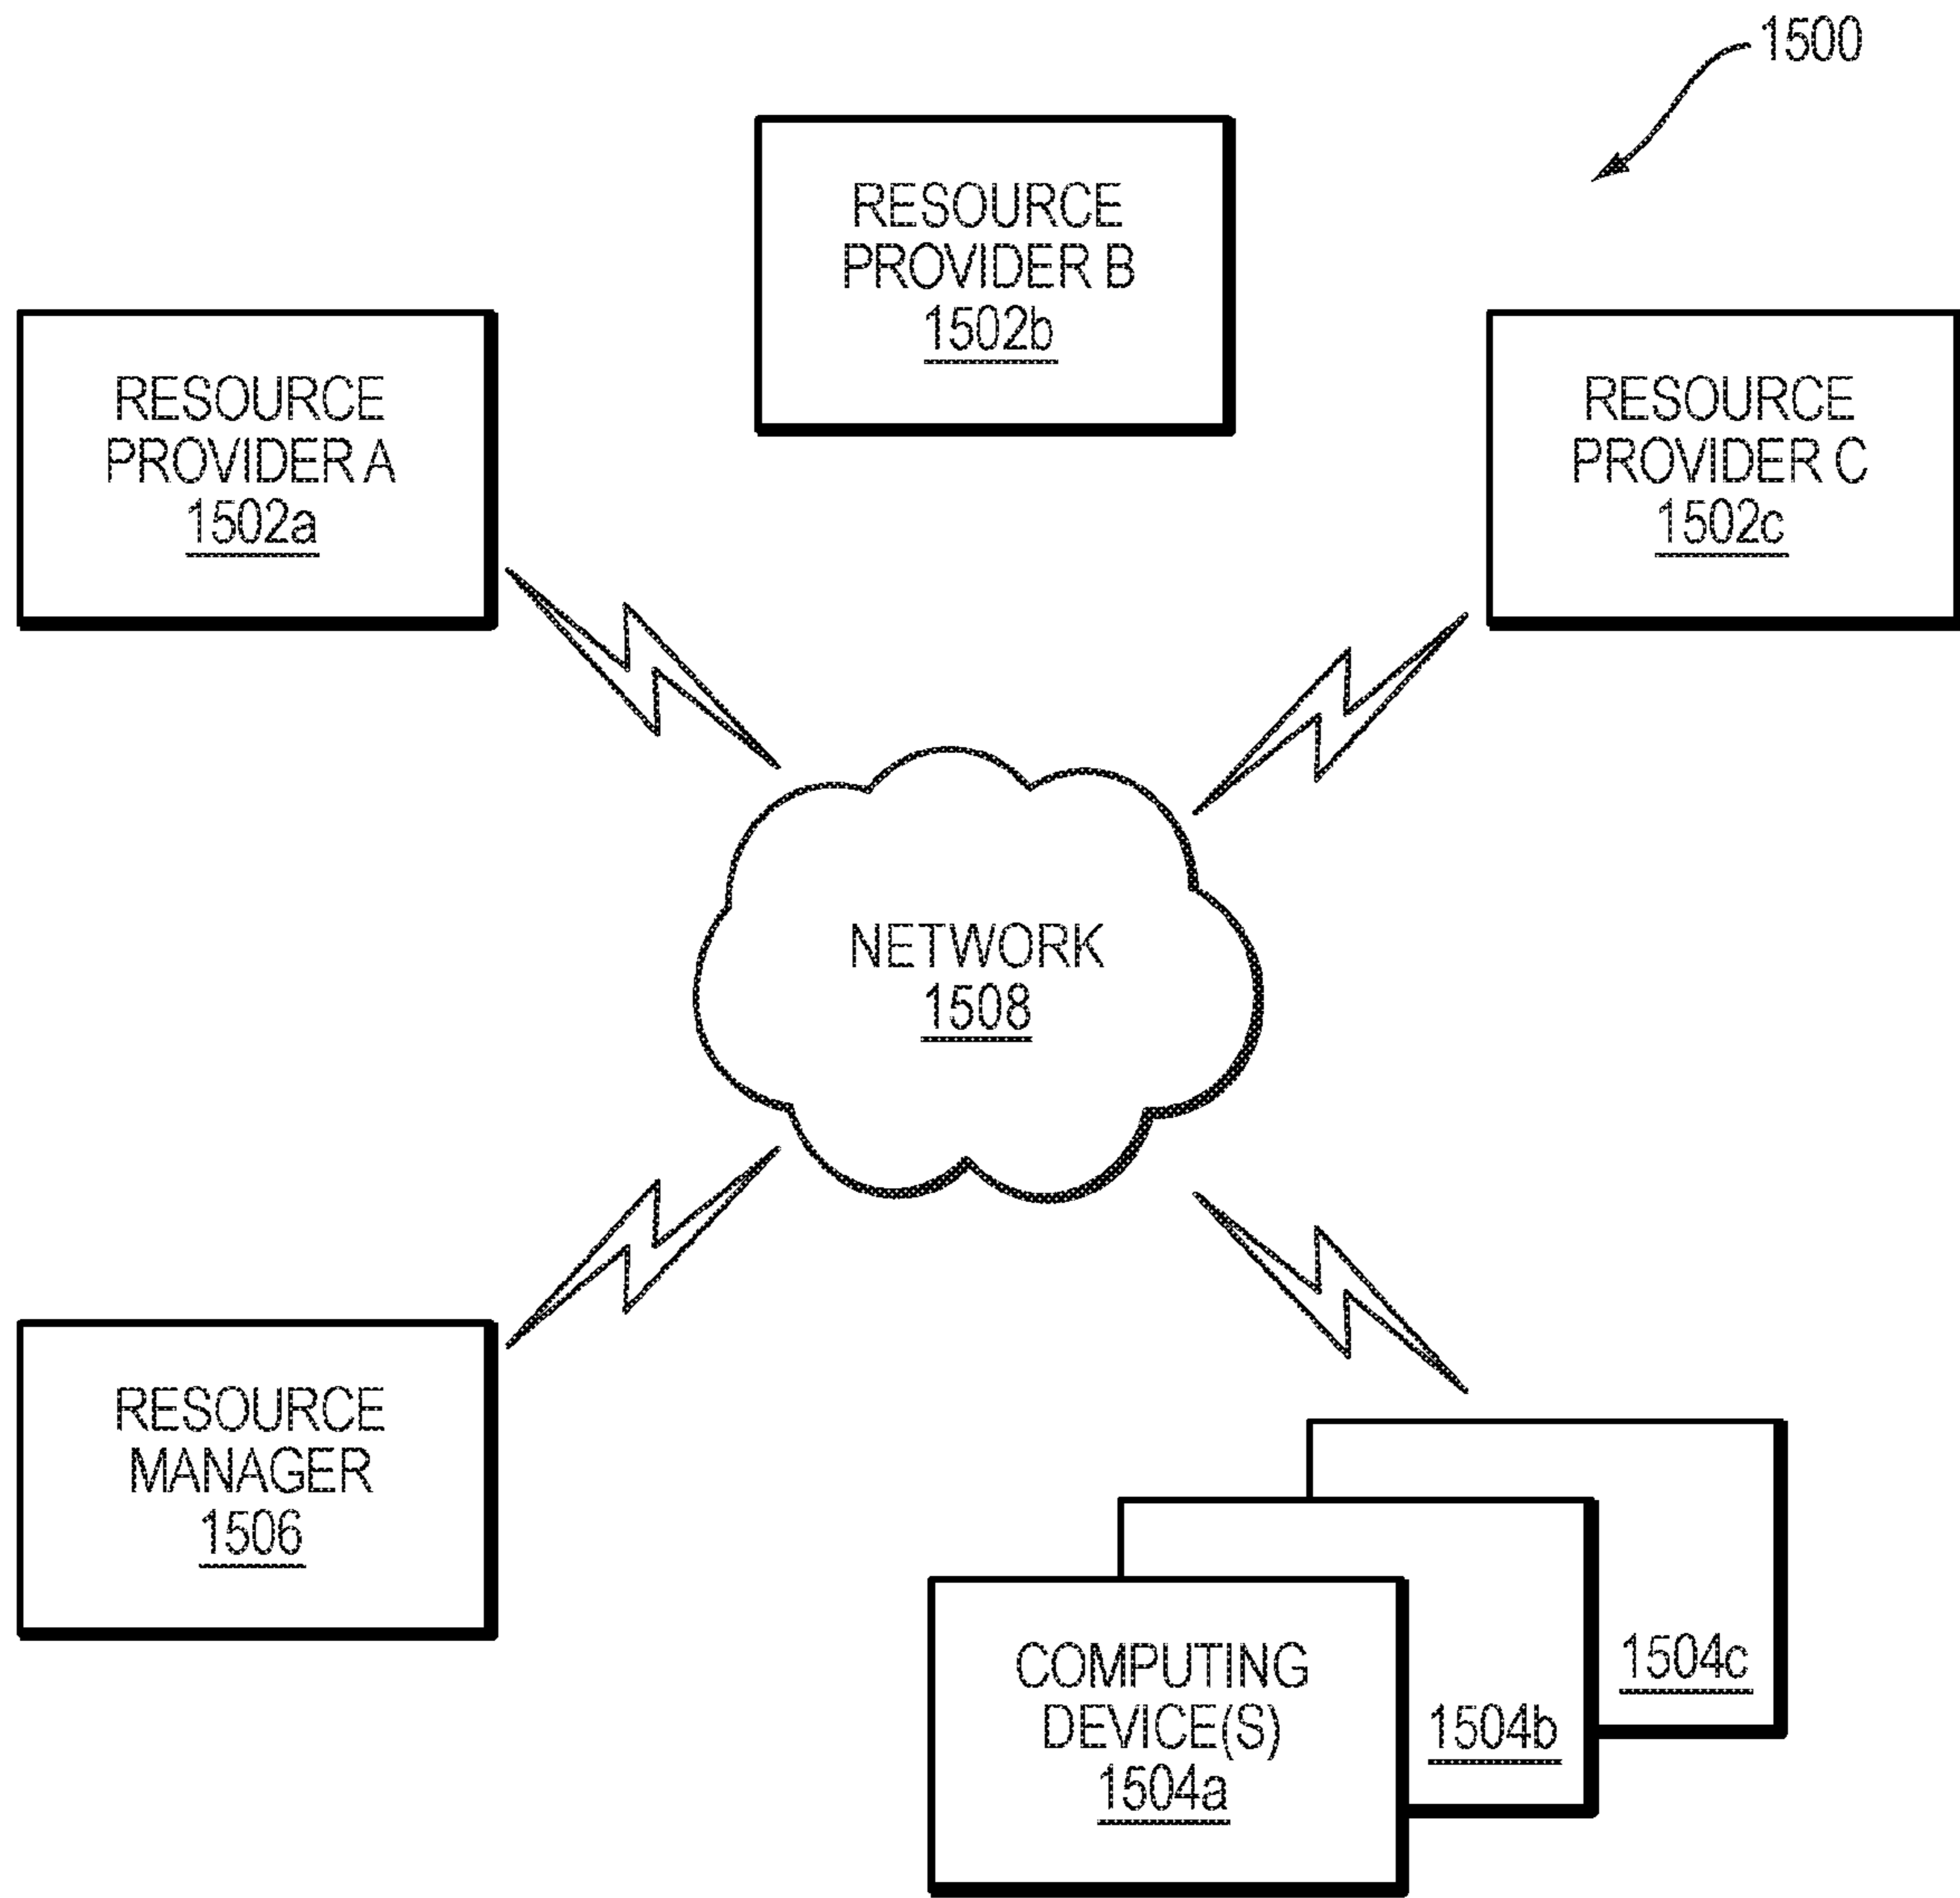 1500
RESOURCE
PROVIDER B
1502b
RESOURCE
PROVIDER A
1502a
RESOURCE
PROVIDER C
1502c
NETWORK
1508
RESOURCE
MANAGER
1506
COMPUTING
DEVICE(S)
1504a
1504b
1504c